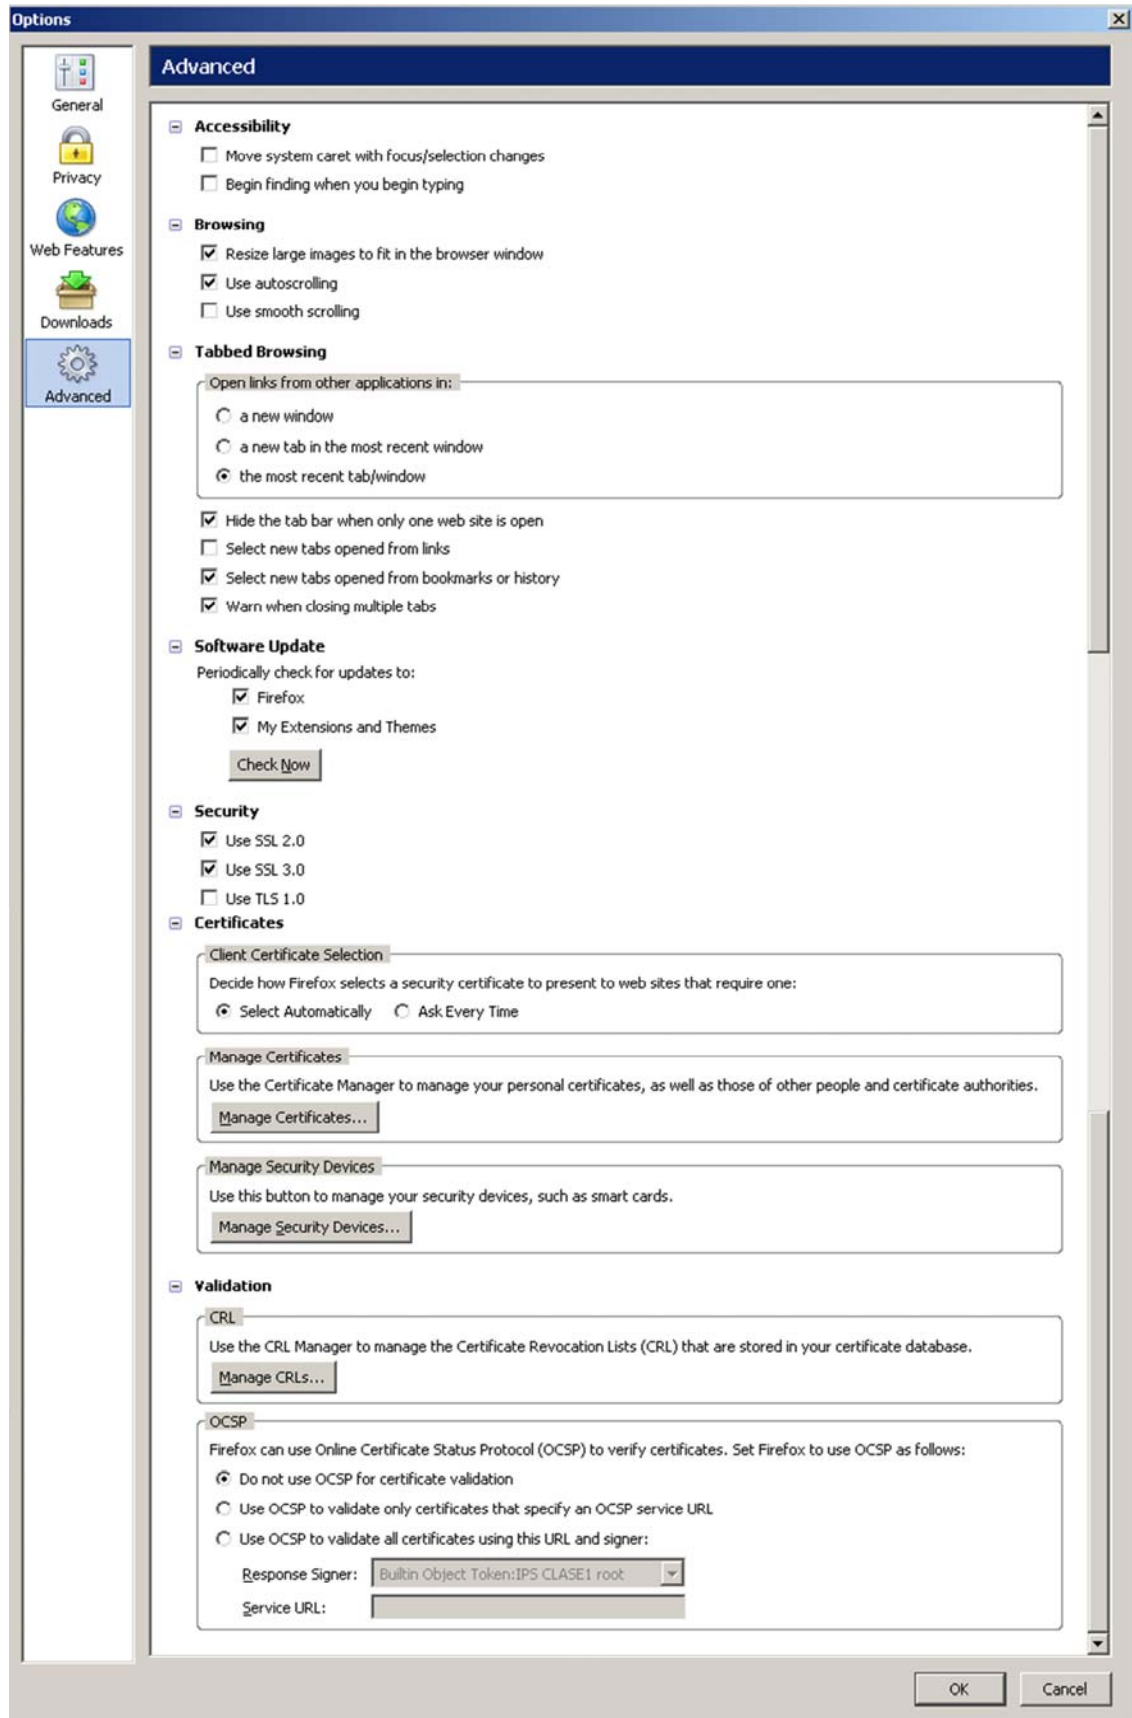 Options
General
Privacy
Web Features
Downloads
Advanced
Advanced
Accessibility
Move system caret with focus/selection changes
Begin finding when you begin typing
Browsing
Resize large images to fit in the browser window
Use autoscrolling
Use smooth scrolling
Tabbed Browsing
Open links from other applications in:
a new window
a new tab in the most recent window
the most recent tab/window
Hide the tab bar when only one web site is open
Select new tabs opened from links
Select new tabs opened from bookmarks or history
Warn when closing multiple tabs
Software Update
Periodically check for updates to:
Firefox
My Extensions and Themes
Check Now
Security
Use SSL 2.0
Use SSL 3.0
Use TLS 1.0
Certificates
Client Certificate Selection
Decide how Firefox selects a security certificate to present to web sites that require one:
Select Automatically Ask Every Time
Manage Certificates
Use the Certificate Manager to manage your personal certificates, as well as those of other people and certificate authorities.
Manage Certificates...
Manage Security Devices
Use this button to manage your security devices, such as smart cards.
Manage Security Devices...
Validation
CRL
Use the CRL Manager to manage the Certificate Revocation Lists (CRL) that are stored in your certificate database.
Manage CRLs...
OCSP
Firefox can use Online Certificate Status Protocol (OCSP) to verify certificates. Set Firefox to use OCSP as follows:
Do not use OCSP for certificate validation
Use OCSP to validate only certificates that specify an OCSP service URL
Use OCSP to validate all certificates using this URL and signer:
Response Signer: Builtin Object Token:IPS CLASE1 root
Service URL:
OK Cancel